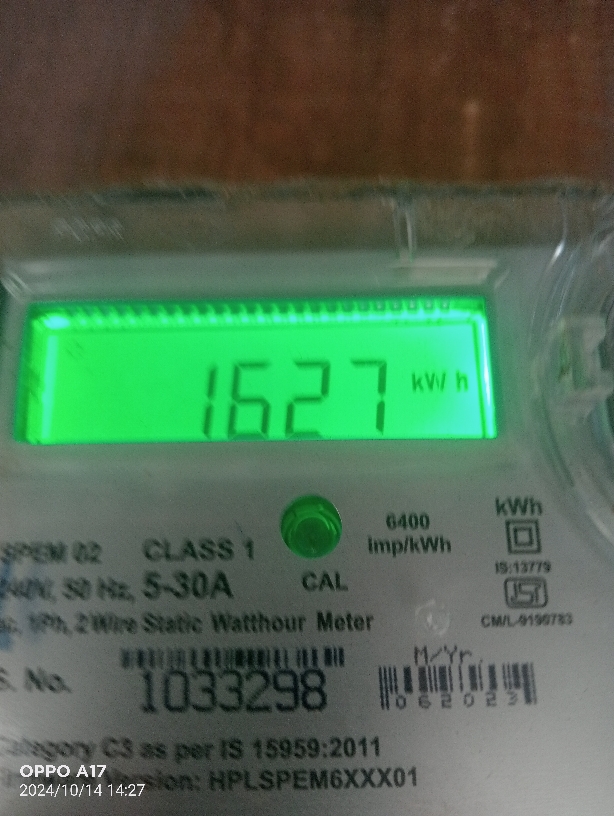 1627 kWh
kWh
6400
imp/kWh
SPEM 02 CLASS 1
IS:13779
240V, 50 Hz, 5-30A
CAL
ac, 1Ph, 2 Wire Static Watthour Meter
CM/L-9190783
M/Yr.
S. No.
1033298
062023
Category C3 as per IS 15959:2011
Version: HPLSPEM6XXX01
OPPO A17
2024/10/14 14:27